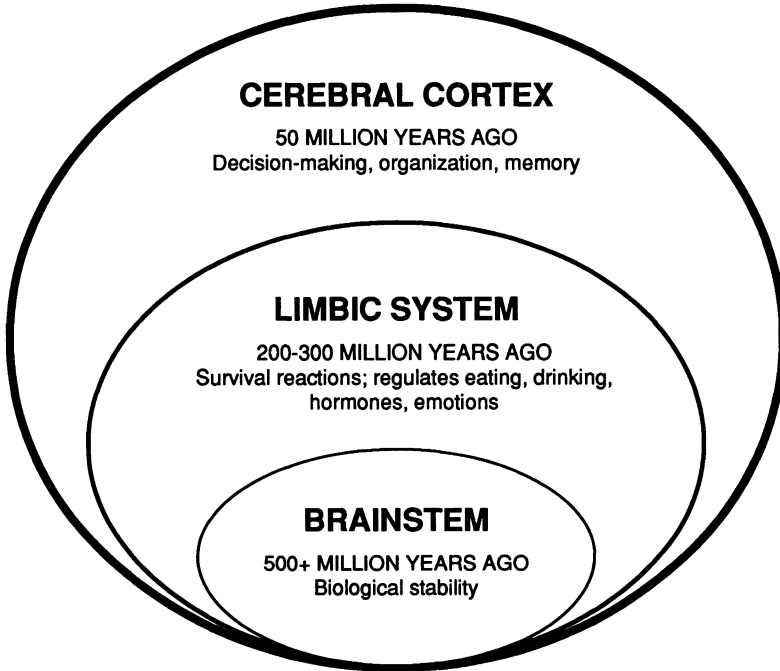 CEREBRAL CORTEX
50 MILLION YEARS AGO
Decision-making, organization, memory
LIMBIC SYSTEM
200-300 MILLION YEARS AGO
Survival reactions; regulates eating, drinking,
hormones, emotions
BRAINSTEM
500+ MILLION YEARS AGO
Biological stability